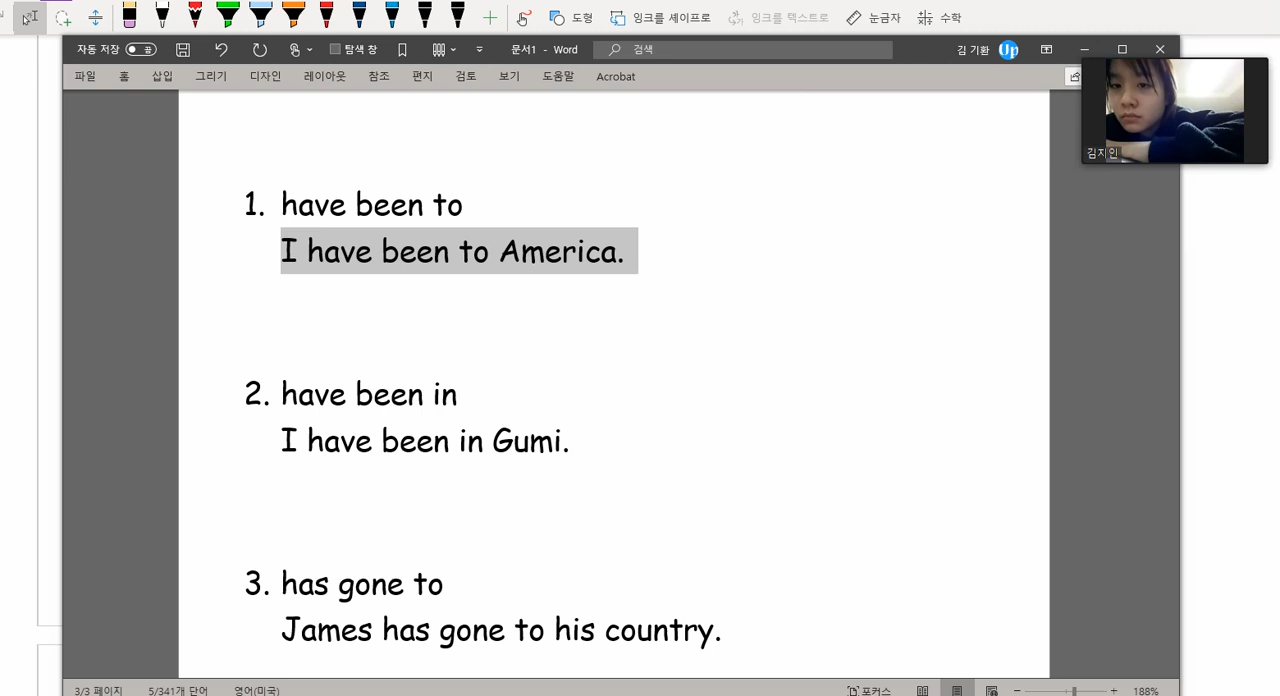 도형
잉크를 셰이프로
잉크를 텍스트로
눈금자
수학
자동 저장
끔
탐색 창
문서1 - Word
검색
김 기환
Up
파일
홈
삽입
그리기
디자인
레이아웃
참조
편지
검토
보기
도움말
Acrobat
김지인
1. have been to
I have been to America.
2. have been in
I have been in Gumi.
3. has gone to
James has gone to his country.
3/3 페이지
5/341개 단어
영어(미국)
포커스
188%